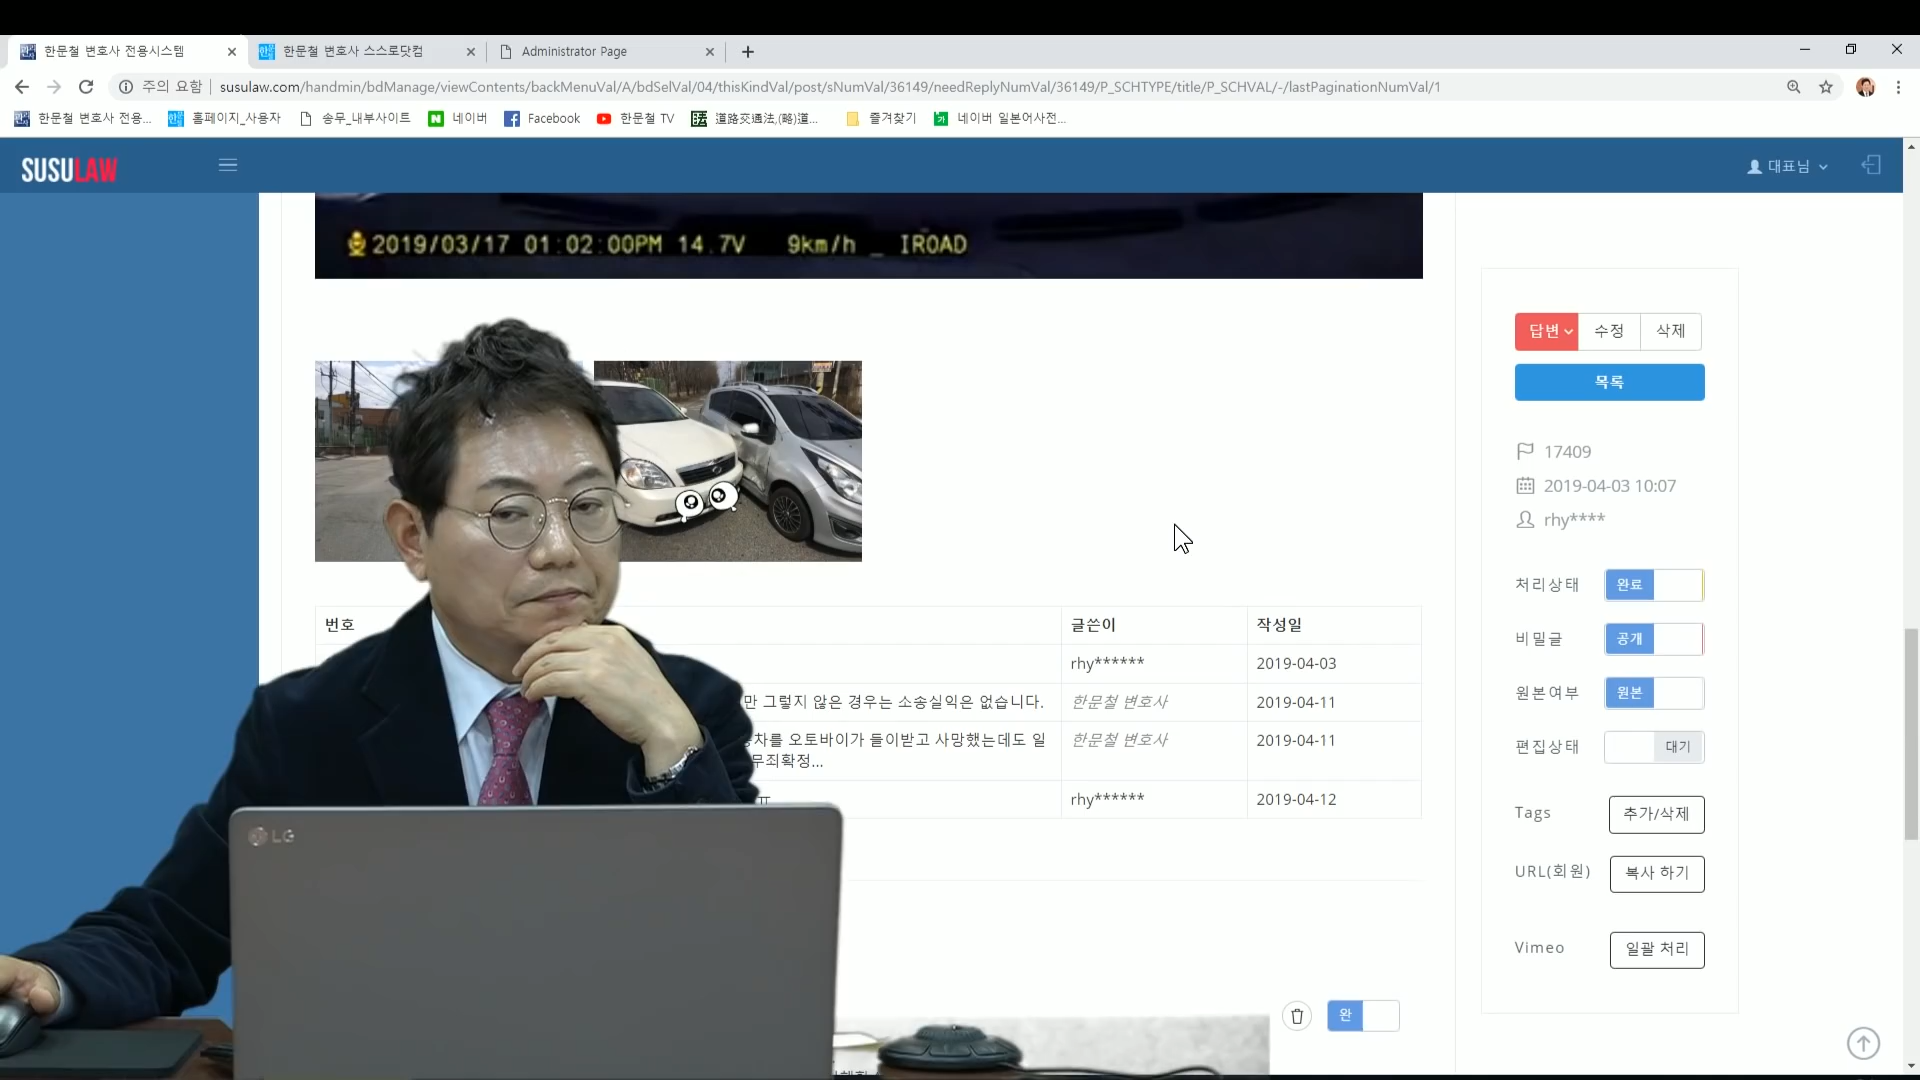 한문철 변호사 전용시스템
한문철 변호사 스스로닷컴
Administrator Page
주의 요함
susulaw.com/handmin/bdManage/viewContents/backMenuVal/A/bdSelVal/04/thisKindVal/post/sNumVal/36149/needReplyNumVal/36149/P_SCHTYPE/title/P_SCHVAL/-/lastPaginationNumVal/1
한문철 변호사 전용...
홈페이지_사용자
송무_내부사이트
네이버
Facebook
한문철 TV
道路交通法,(略)道...
즐겨찾기
네이버 일본어사전...
SUSULAW
대표님
2019/03/17 01:02:00PM 14.7V 9km/h _ IROAD
답변
수정
삭제
목록
17409
2019-04-03 10:07
rhy****
처리상태 완료
비밀글 공개
원본여부 원본
편집상태 대기
Tags 추가/삭제
URL(회원) 복사 하기
Vimeo 일괄 처리
번호 글쓴이 작성일
rhy****** 2019-04-03
만 그렇지 않은 경우는 소송실익은 없습니다. 한문철 변호사 2019-04-11
차를 오토바이가 들이받고 사망했는데도 일 한문철 변호사 2019-04-11
무죄확정...
ㅠ rhy****** 2019-04-12
LG
완